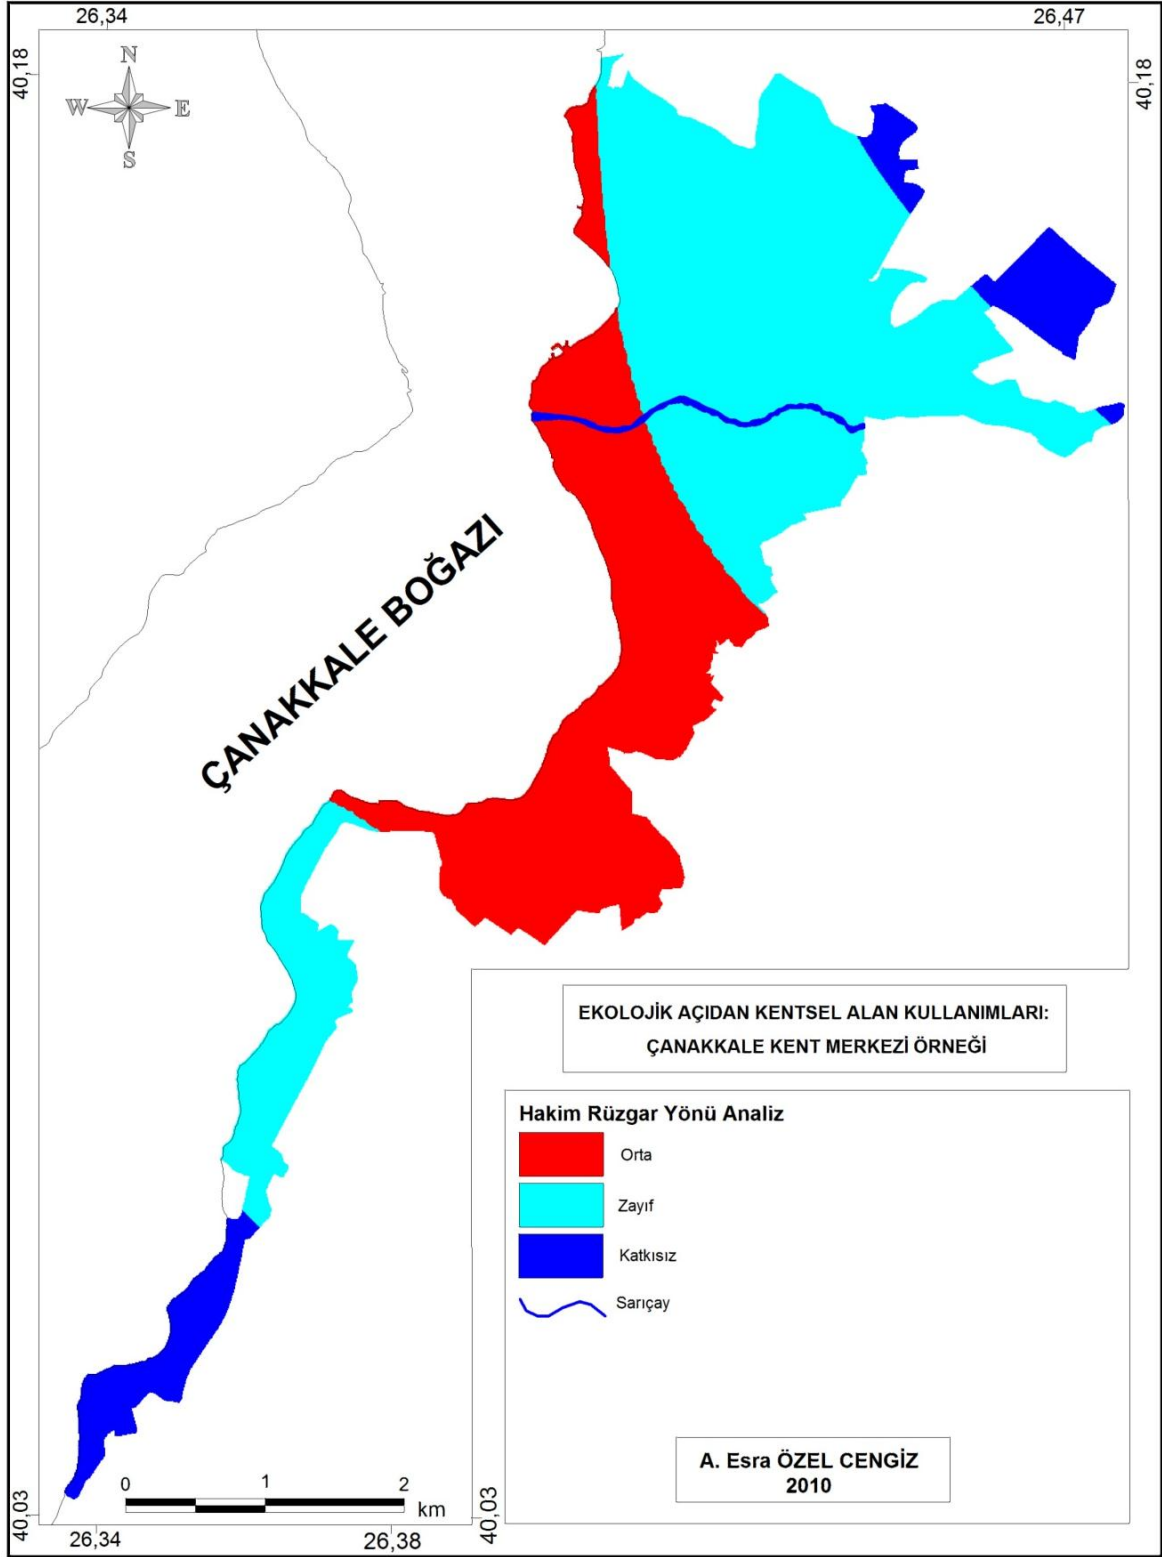 26,34
26,47
40,18
40,18
N
W E
S
ÇANAKKALE BOĞAZI
EKOLOJİK AÇIDAN KENTSEL ALAN KULLANIMLARI:
ÇANAKKALE KENT MERKEZİ ÖRNEĞİ
Hakim Rüzgar Yönü Analiz
Orta
Zayıf
Katkısız
Sarıçay
A. Esra ÖZEL CENGİZ
2010
0 1 2
km
40,03
40,03
26,34
26,38